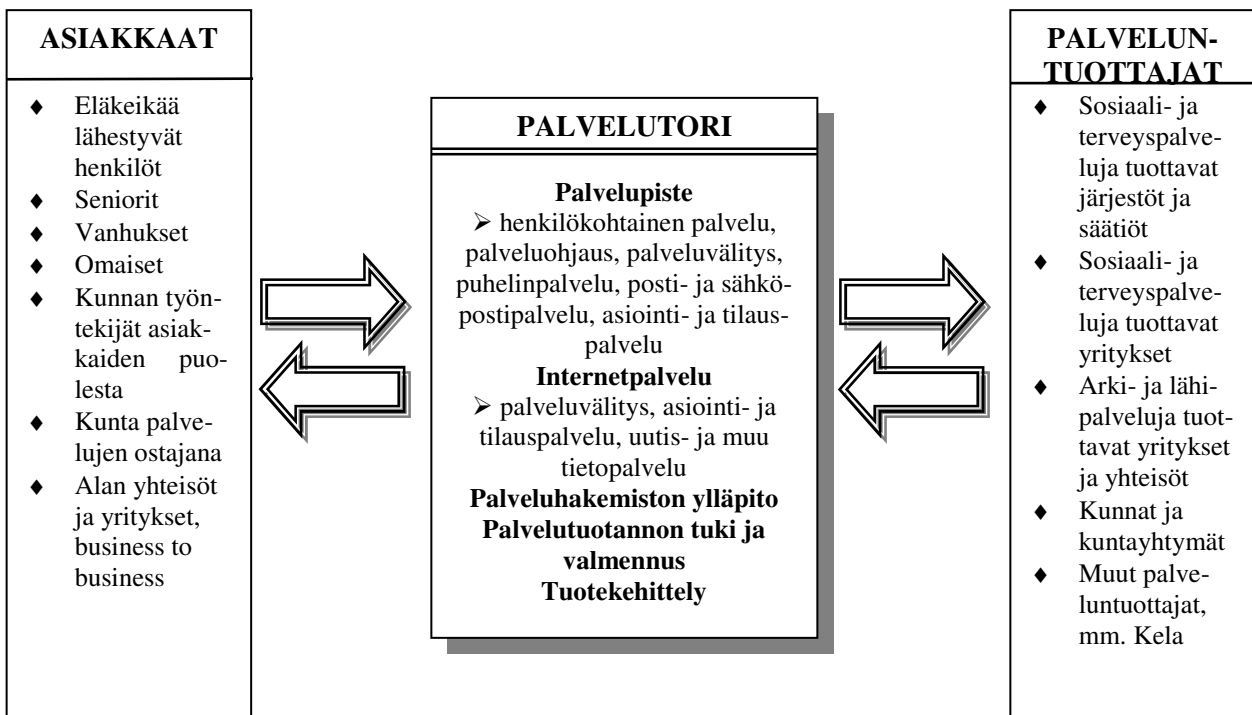 ASIAKKAAT
♦ Eläkeikää
lähestyvät
henkilöt
♦ Seniorit
♦ Vanhukset
♦ Omaiset
♦ Kunnan työn-
tekijät asiak-
kaiden puo-
lesta
♦ Kunta palve-
lujen ostajana
♦ Alan yhteisöt
ja yritykset,
business to
business
PALVELUTORI
Palvelupiste
➢ henkilökohtainen palvelu,
palveluohjaus, palveluvälitys,
puhelinpalvelu, posti- ja sähkö-
postipalvelu, asiointi- ja tilaus-
palvelu
Internetpalvelu
➢ palveluvälitys, asiointi- ja
tilauspalvelu, uutis- ja muu
tietopalvelu
Palveluhakemiston ylläpito
Palvelutuotannon tuki ja
valmennus
Tuotekehittely
PALVELUN-
TUOTTAJAT
♦ Sosiaali- ja
terveyspalve-
luja tuottavat
järjestöt ja
säätiöt
♦ Sosiaali- ja
terveyspalve-
luja tuottavat
yritykset
♦ Arki- ja lähi-
palveluja tuot-
tavat yritykset
ja yhteisöt
♦ Kunnat ja
kuntayhtymät
♦ Muut palve-
luntuottajat,
mm. Kela